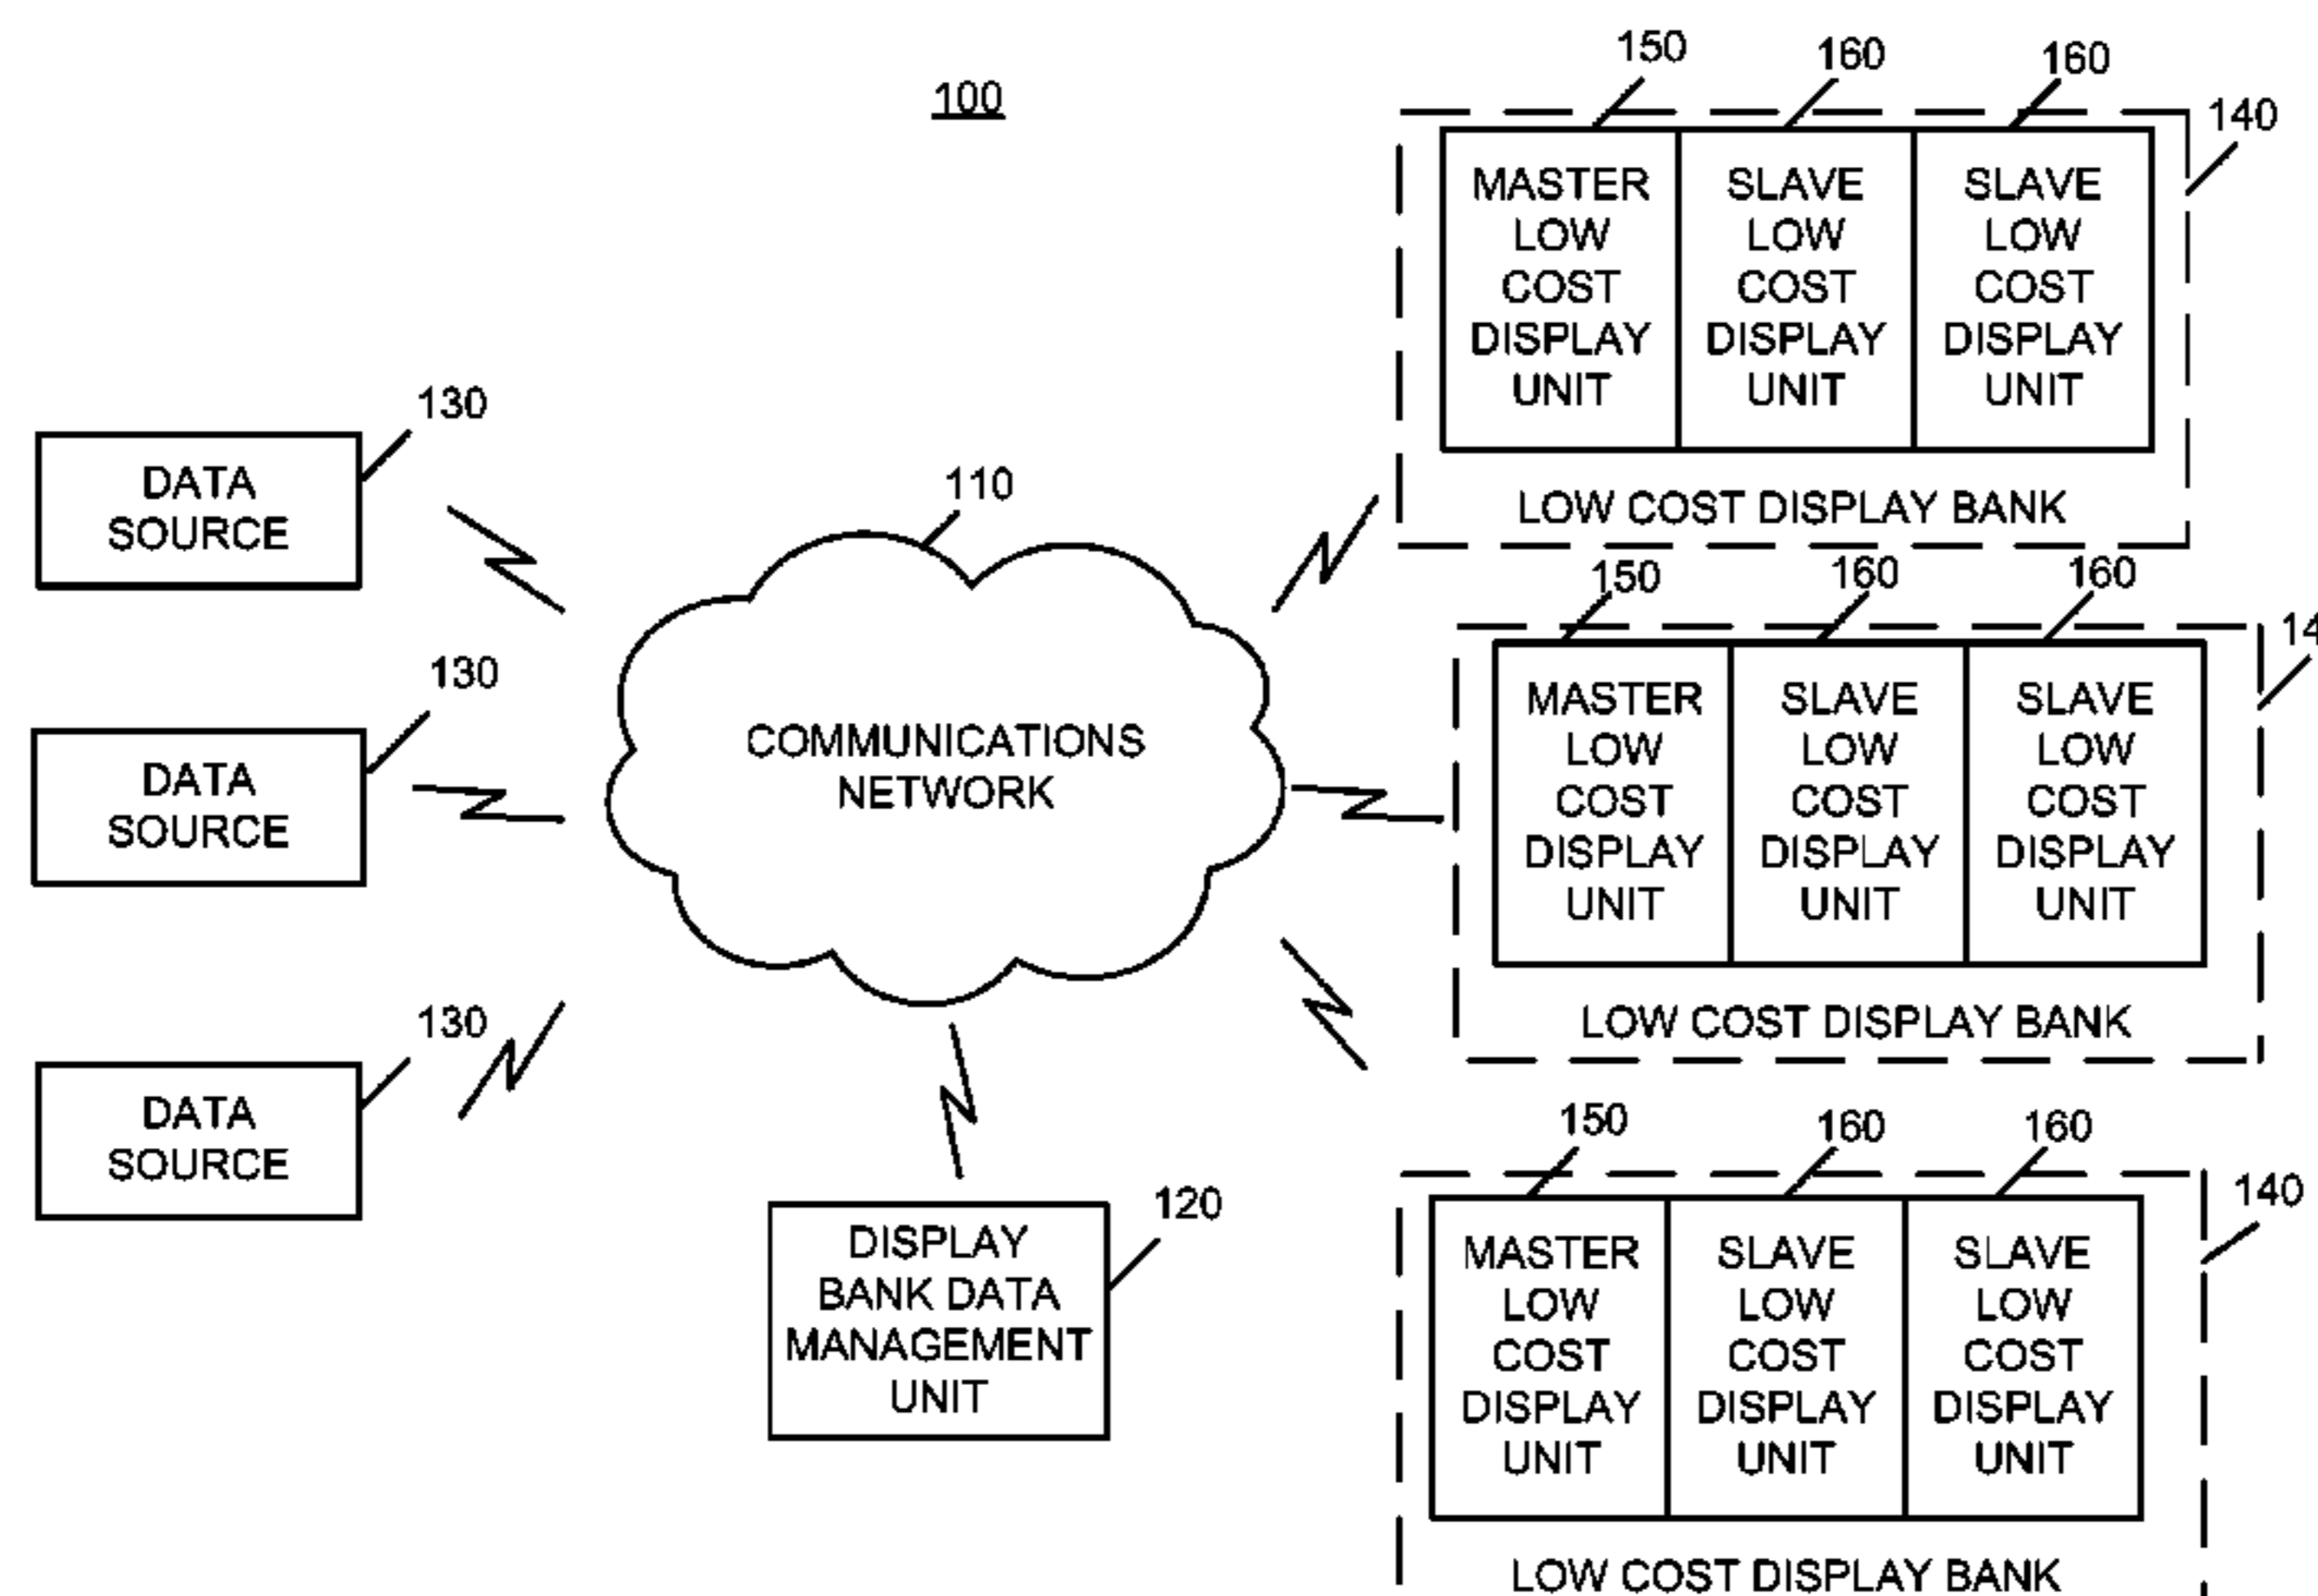 100
150
160
160
140
MASTER
LOW
COST
DISPLAY
UNIT
SLAVE
LOW
COST
DISPLAY
UNIT
SLAVE
LOW
COST
DISPLAY
UNIT
LOW COST DISPLAY BANK
130
DATA
SOURCE
110
COMMUNICATIONS
NETWORK
150
160
160
14
MASTER
LOW
COST
DISPLAY
UNIT
SLAVE
LOW
COST
DISPLAY
UNIT
SLAVE
LOW
COST
DISPLAY
UNIT
LOW COST DISPLAY BANK
130
DATA
SOURCE
130
DATA
SOURCE
120
DISPLAY
BANK DATA
MANAGEMENT
UNIT
150
160
160
140
MASTER
LOW
COST
DISPLAY
UNIT
SLAVE
LOW
COST
DISPLAY
UNIT
SLAVE
LOW
COST
DISPLAY
UNIT
LOW COST DISPLAY BANK